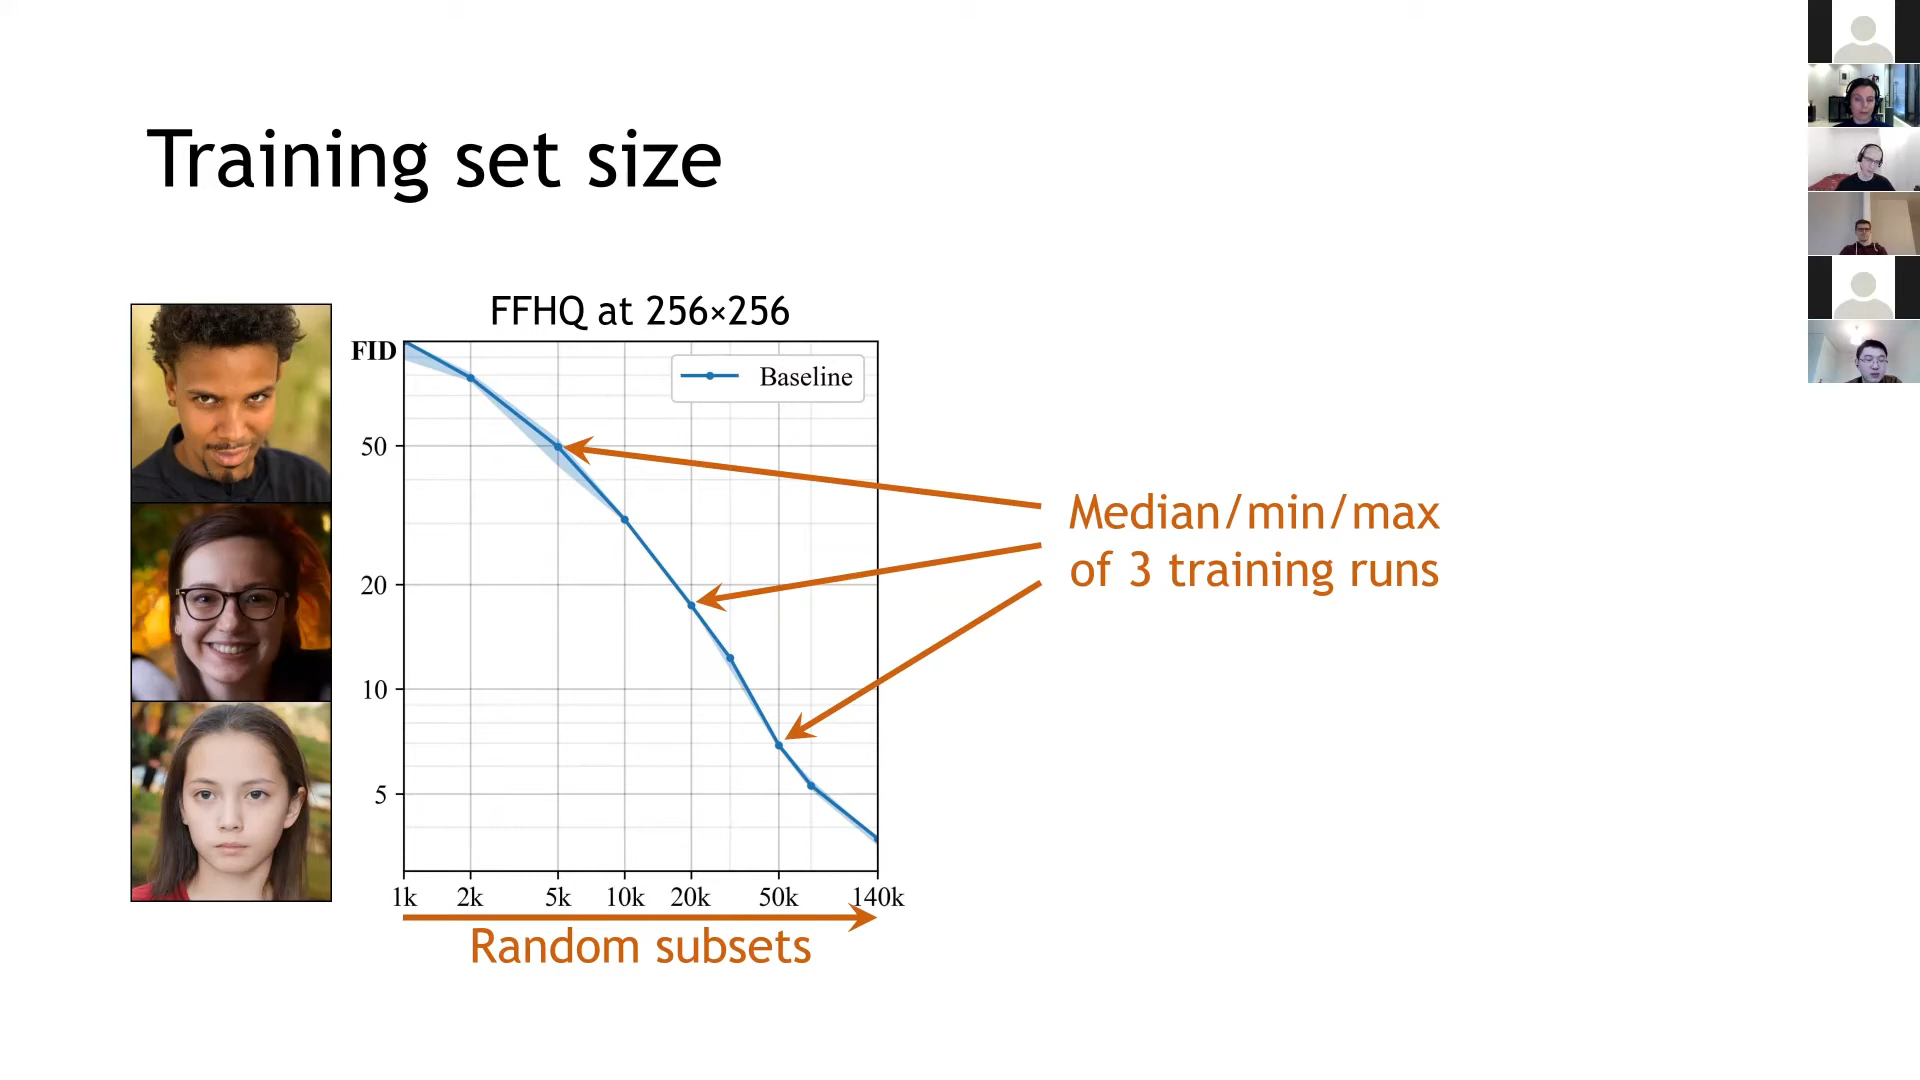 Training set size
FFHQ at 256×256
FID
Baseline
50
20
10
5
1k 2k 5k 10k 20k 50k 140k
Random subsets
Median/min/max
of 3 training runs